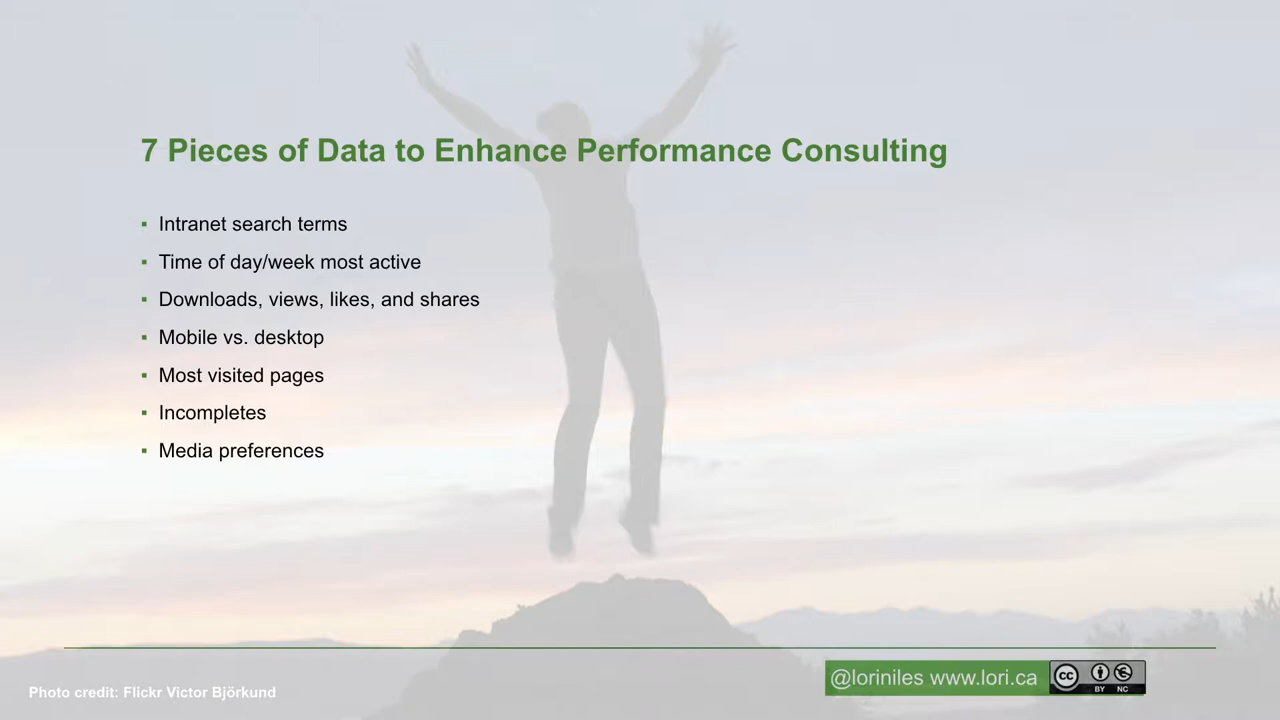 7 Pieces of Data to Enhance Performance Consulting
▪ Intranet search terms
▪ Time of day/week most active
▪ Downloads, views, likes, and shares
▪ Mobile vs. desktop
▪ Most visited pages
▪ Incompletes
▪ Media preferences
@loriniles www.lori.ca
cc
BY NC
Photo credit: Flickr Victor Björkund